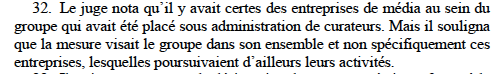 32. Le juge nota qu'il y avait certes des entreprises de média au sein du
groupe qui avait été placé sous administration de curateurs. Mais il souligna
que la mesure visait le groupe dans son ensemble et non spécifiquement ces
entreprises, lesquelles poursuivaient d'ailleurs leurs activités.